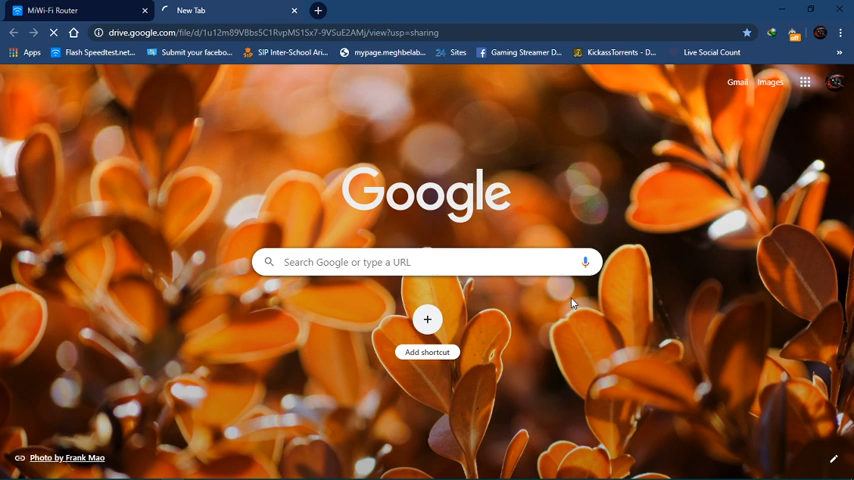 MiWi-Fi Router
New Tab
drive.google.com/file/d/1u12m89VBbs5C1RvpMS1Sx7-9VSuE2AMj/view?usp=sharing
Apps Flash Speedtest.net... Submit your faceboo... SIP Inter-School Ari... mypage.meghbelab... Sites Gaming Streamer D... KickassTorrents - D... Live Social Count »
off
Gmail Images
Google
Search Google or type a URL
Add shortcut
Photo by Frank Mao